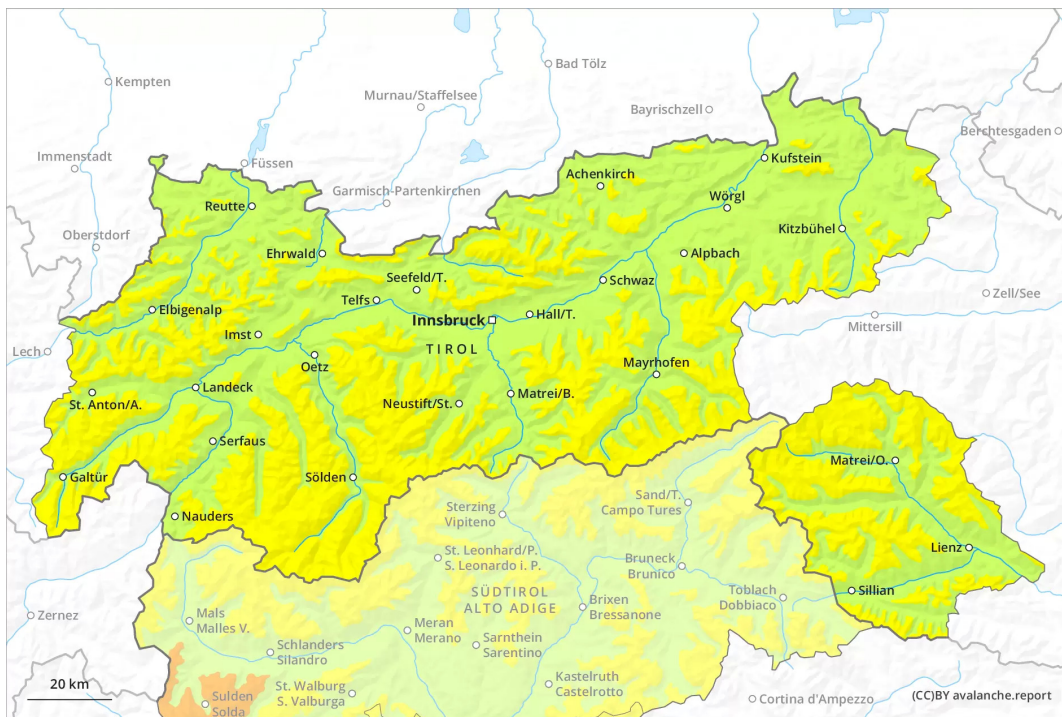 Kempten
Bad Tölz
Murnau/Staffelsee
Bayrischzell
Berchtesgaden
Immenstadt
Füssen
Kufstein
Achenkirch
Garmisch-Partenkirchen
Wörgl
Reutte
Oberstdorf
Kitzbühel
Ehrwald
Alpbach
Seefeld/T.
Schwaz
Zell/See
Telfs
Elbigenalp
Innsbruck
Hall/T.
Mittersill
Imst
TIROL
Lech
Oetz
Mayrhofen
Landeck
St. Anton/A.
Neustift/St.
Matrei/B.
Serfaus
Matrei/O.
Galtür
Sölden
Sand/T.
Campo Tures
Sterzing
Vipiteno
Nauders
Lienz
St. Leonhard/P.
S. Leonardo i. P.
Bruneck
Brunico
Sillian
SÜDTIROL
ALTO ADIGE
Toblach
Dobbiaco
Brixen
Bressanone
Zernez
Mals
Malles V.
Meran
Merano
Schlanders
Silandro
Sarnthein
Sarentino
Kastelruth
Castelrotto
20 km
St. Walburg
S. Valburga
Sulden
Solda
Cortina d'Ampezzo
(CC)BY avalanche.report